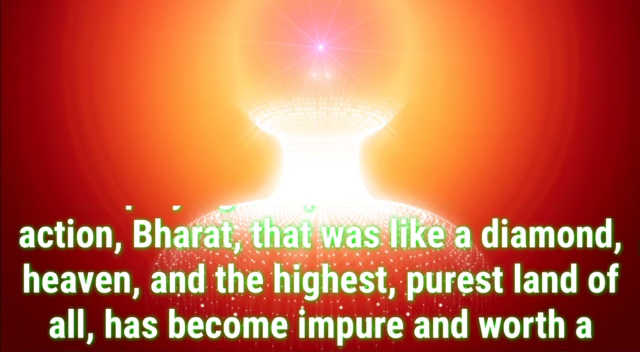 action, Bharat, that was like a diamond,
heaven, and the highest, purest land of
all, has become impure and worth a